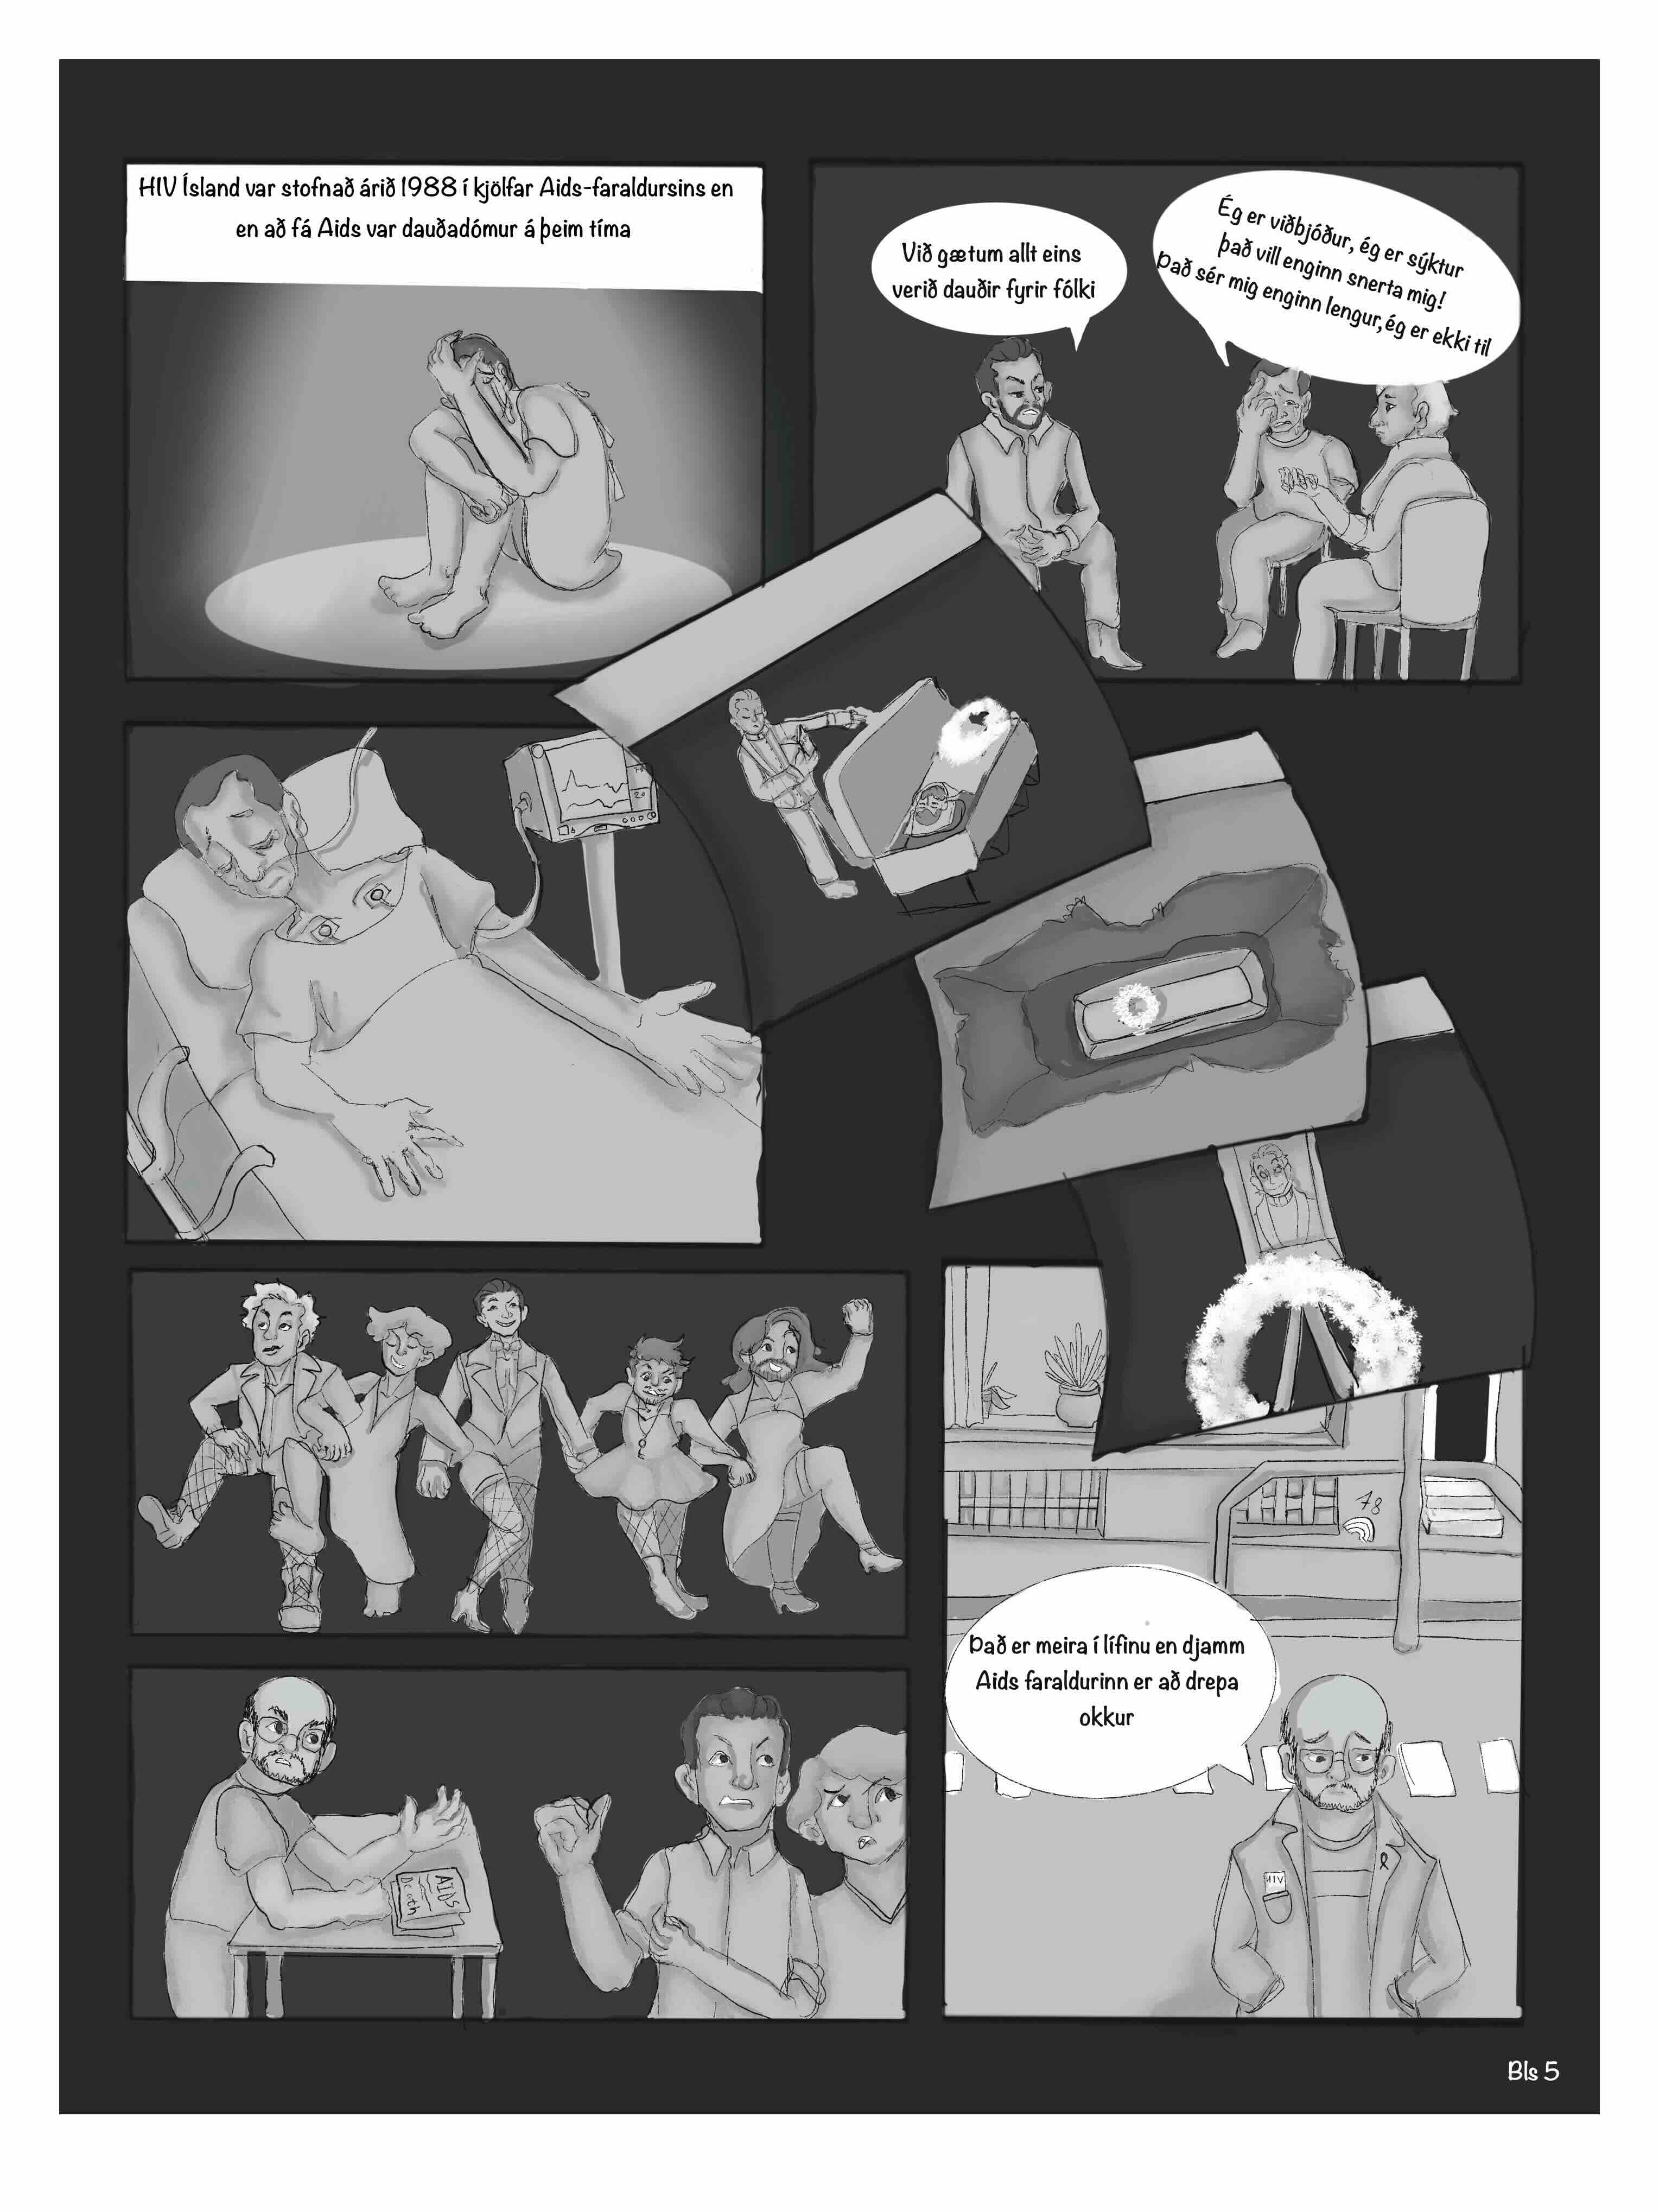 HIV Ísland var stofnað árið 1988 í kjölfar Aids-faraldursins en
en að fá Aids var dauðadómur á þeim tíma
Við gætum allt eins
verið dauðir fyrir fólki
Ég er viðbjóður, ég er sýktur
það vill enginn snerta mig!
Það sér mig enginn lengur, ég er ekki til
78
Það er meira í lífinu en djamm
Aids faraldurinn er að drepa
okkur
AIDS
Death
HIV
Bls 5